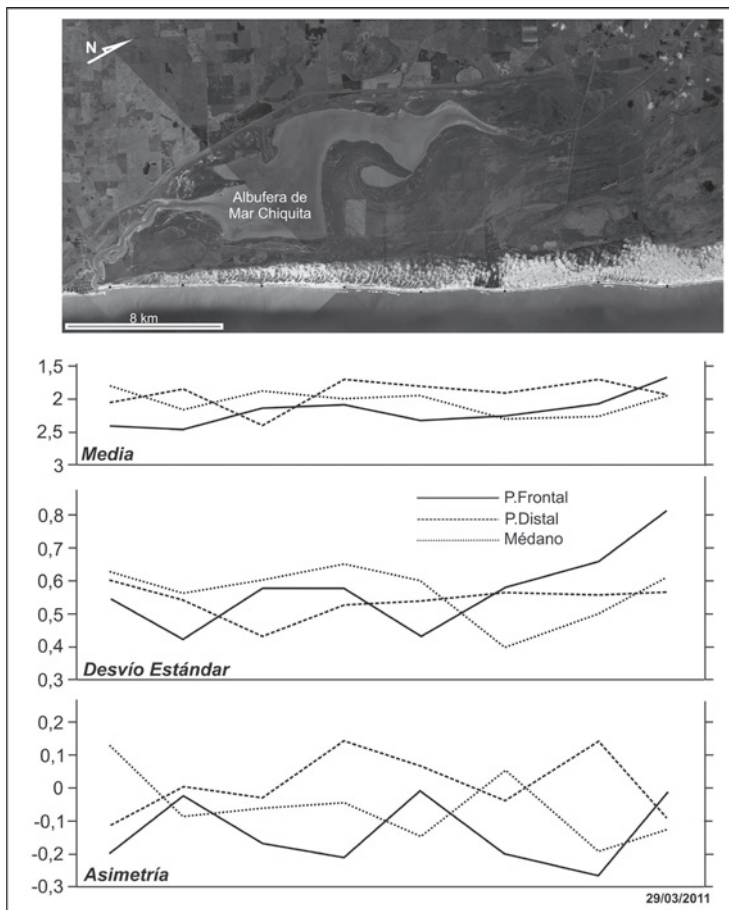 N
Albufera de
Mar Chiquita
8 km
1,5
2
2,5
3
Media
0,8
0,7
0,6
0,5
0,4
0,3
P.Frontal
P.Distal
Médano
Desvío Estándar
0,2
0,1
0
-0,1
-0,2
-0,3
Asimetría
29/03/2011